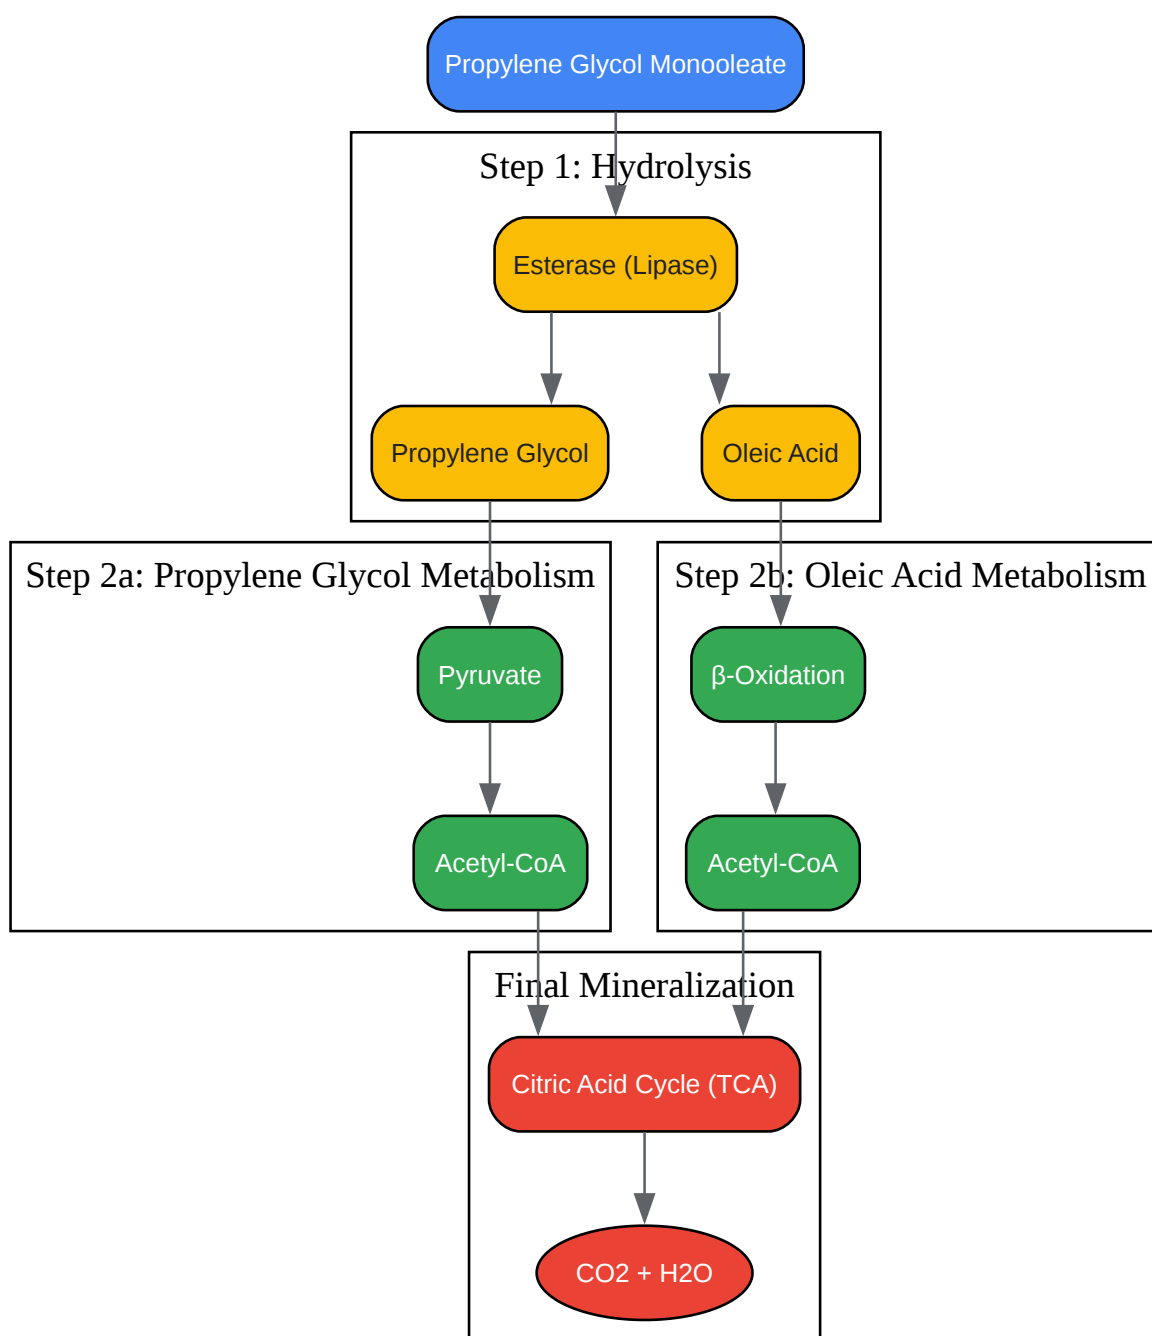 Propylene Glycol Monooleate
Step 1: Hydrolysis
Esterase (Lipase)
Propylene Glycol
Oleic Acid
Step 2a: Propylene Glycol Metabolism
Step 2b: Oleic Acid Metabolism
Pyruvate
β-Oxidation
Acetyl-CoA
Acetyl-CoA
Final Mineralization
Citric Acid Cycle (TCA)
CO2 + H2O